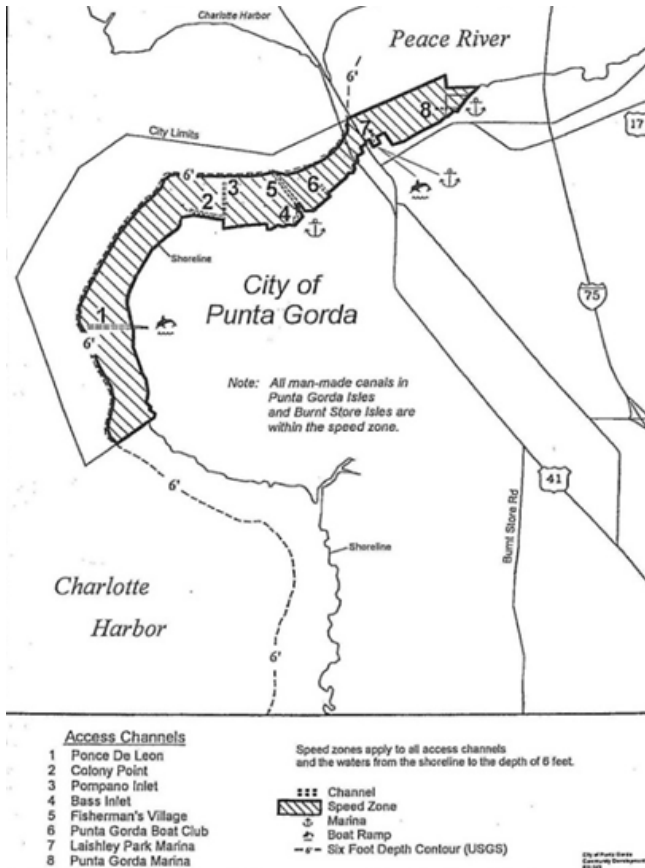 Charlotte Harbor
Peace River
6'
8
7
17
City Limits
6'
3
5
6
2
4
Shoreline
City of
Punta Gorda
75
1
6'
Note: All man-made canals in
Punta Gorda Isles
and Burnt Store Isles are
within the speed zone.
6'
41
Burnt Store Rd
Shoreline
Charlotte
Harbor
6'
Access Channels
1 Ponce De Leon
2 Colony Point
3 Pompano Inlet
4 Bass Inlet
5 Fisherman's Village
6 Punta Gorda Boat Club
7 Laishley Park Marina
8 Punta Gorda Marina
Speed zones apply to all access channels
and the waters from the shoreline to the depth of 6 feet.
Channel
Speed Zone
Marina
Boat Ramp
6' Six Foot Depth Contour (USGS)
City of Punta Gorda
Community Development